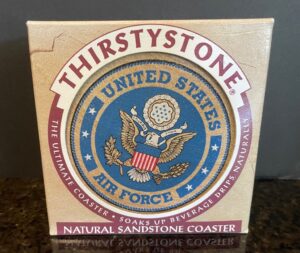 THIRSTYSTONE®
UNITED STATES
AIR FORCE
THE ULTIMATE COASTER • SOAKS UP BEVERAGE DRIPS NATURALLY
NATURAL SANDSTONE COASTER